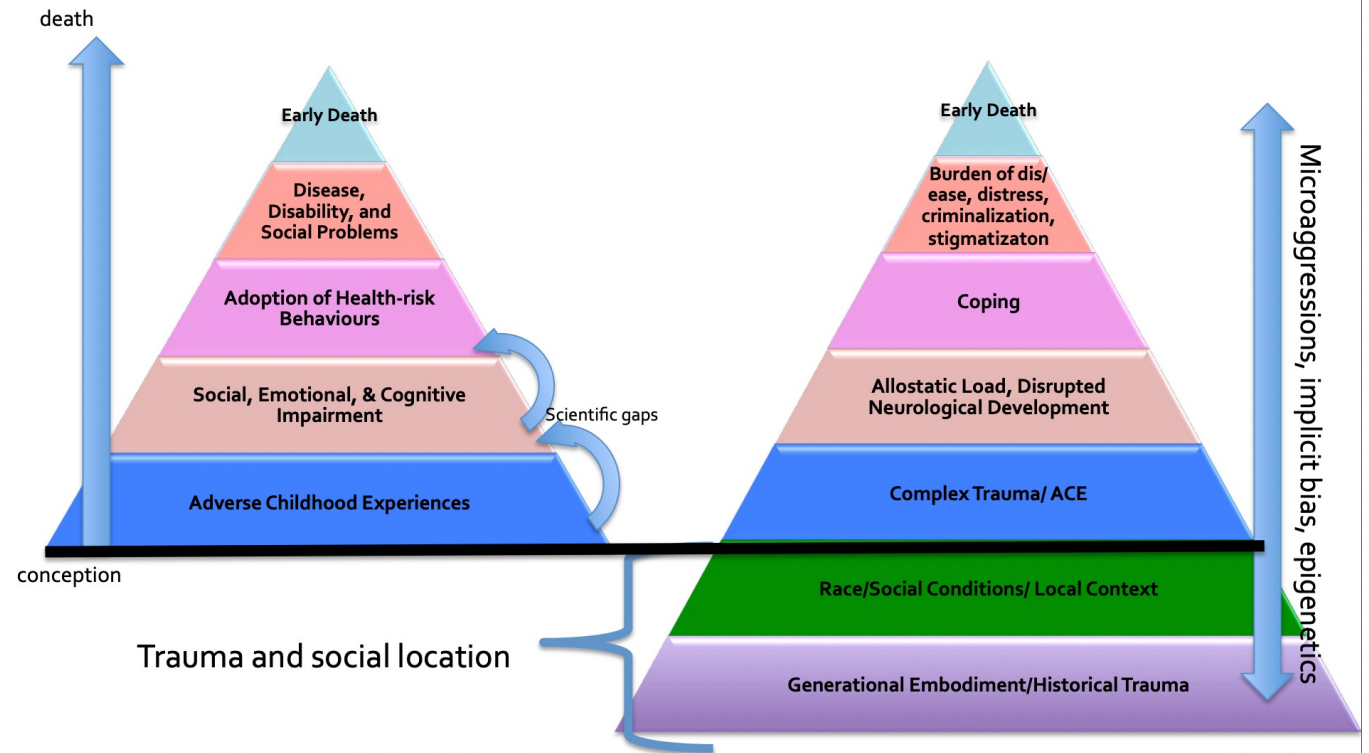 death
Early Death
Disease,
Disability, and
Social Problems
Adoption of Health-risk
Behaviours
Social, Emotional, & Cognitive
Impairment
Scientific gaps
Adverse Childhood Experiences
conception
Trauma and social location
Early Death
Burden of dis/
ease, distress,
criminalization,
stigmatizaton
Coping
Allostatic Load, Disrupted
Neurological Development
Complex Trauma/ ACE
Race/Social Conditions/ Local Context
Generational Embodiment/Historical Trauma
Microaggressions, implicit bias, epigenetics